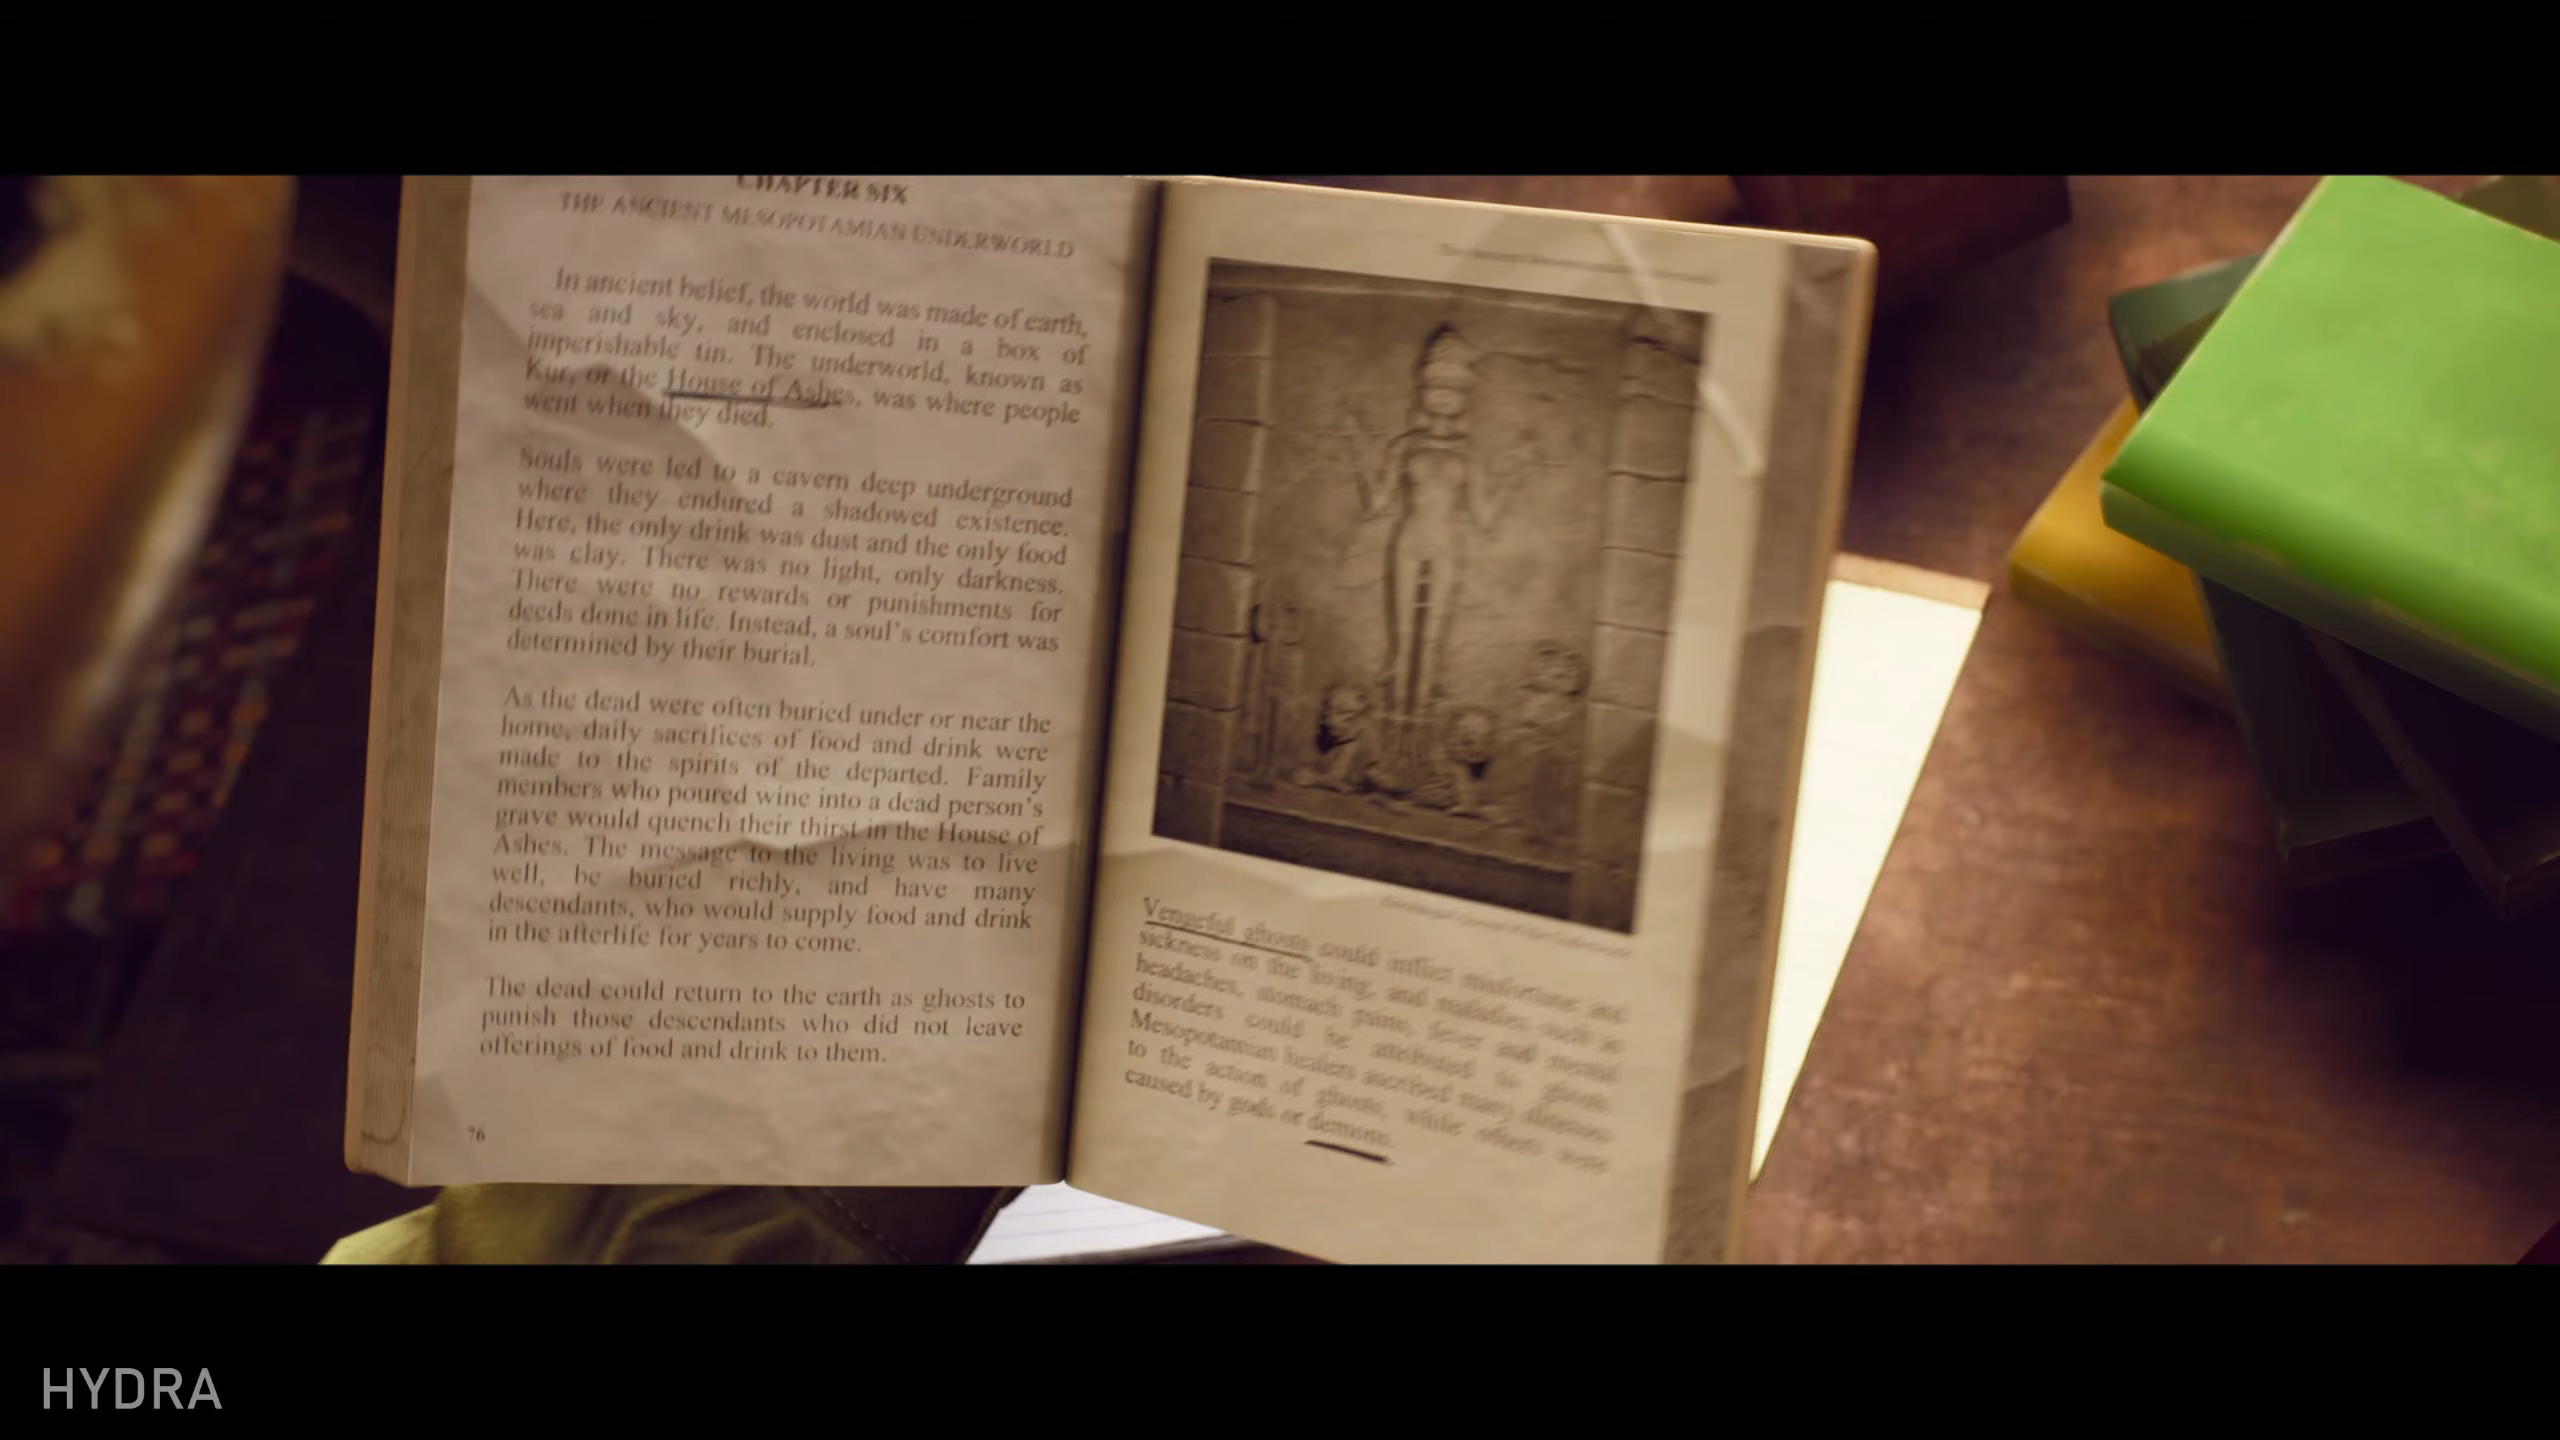 CHAPTER SIX
THE ANCIENT MESOPOTAMIAN UNDERWORLD
In ancient belief, the world was made of earth,
sea and sky, and enclosed in a box of
imperishable tin. The underworld, known as
Kur, or the House of Ashes, was where people
went when they died.
Souls were led to a cavern deep underground
where they endured a shadowed existence.
Here, the only drink was dust and the only food
was clay. There was no light, only darkness.
There were no rewards or punishments for
deeds done in life. Instead, a soul's comfort was
determined by their burial.
As the dead were often buried under or near the
home, daily sacrifices of food and drink were
made to the spirits of the departed. Family
members who poured wine into a dead person's
grave would quench their thirst in the House of
Ashes. The message to the living was to live
well, be buried richly, and have many
descendants, who would supply food and drink
in the afterlife for years to come.
The dead could return to the earth as ghosts to
punish those descendants who did not leave
offerings of food and drink to them.
76
Vengeful ghosts could inflict misfortune and
sickness on the living, and maladies such as
headaches, stomach pains, fever and mental
disorders could be attributed to ghosts.
Mesopotamian healers ascribed many illnesses
to the action of ghosts, while others were
caused by gods or demons.
HYDRA